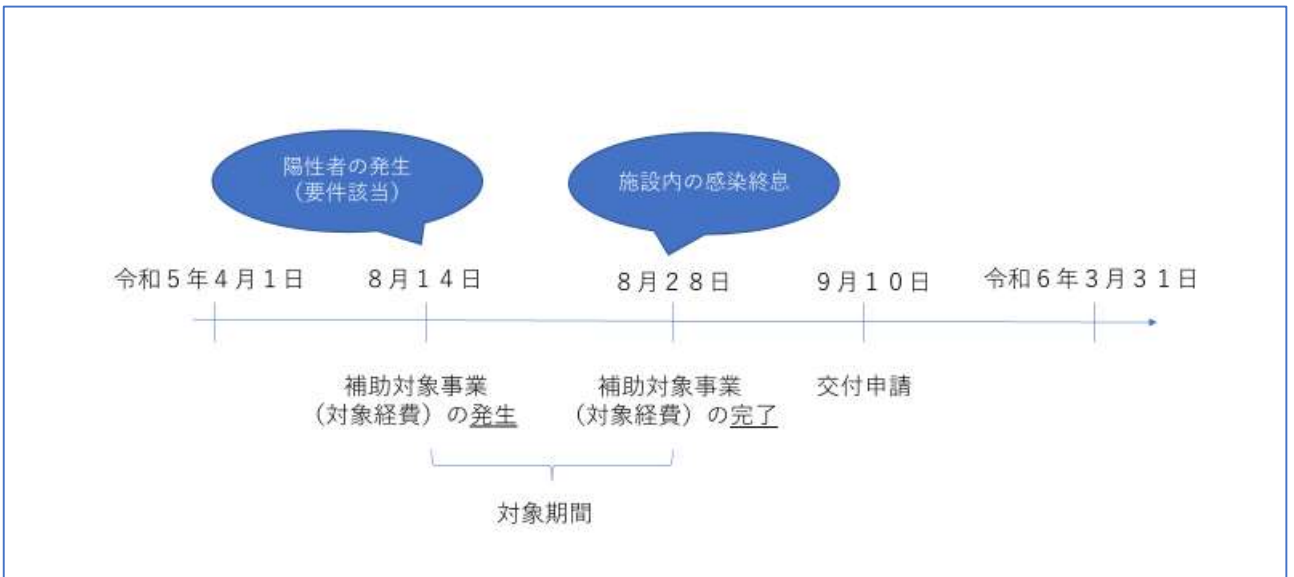 陽性者の発生
(要件該当)
施設内の感染終息
令和５年４月１日
８月１４日
８月２８日
９月１０日
令和６年３月３１日
補助対象事業
（対象経費）の発生
補助対象事業
（対象経費）の完了
交付申請
対象期間